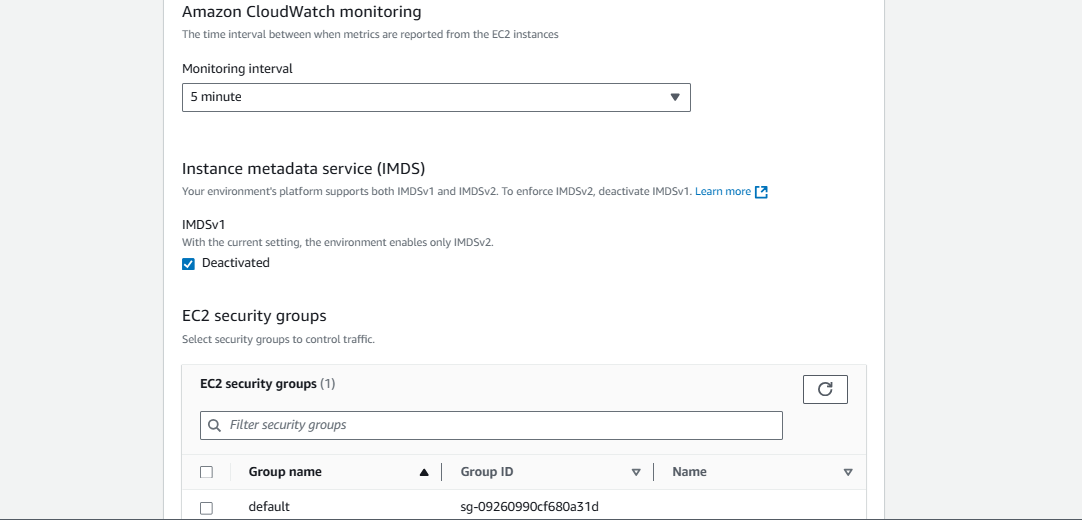 Amazon CloudWatch monitoring
The time interval between when metrics are reported from the EC2 instances
Monitoring interval
5 minute
Instance metadata service (IMDS)
Your environment's platform supports both IMDSv1 and IMDSv2. To enforce IMDSv2, deactivate IMDSv1. Learn more
IMDSv1
With the current setting, the environment enables only IMDSv2.
Deactivated
EC2 security groups
Select security groups to control traffic.
EC2 security groups (1)
Filter security groups
Group name Group ID Name
default sg-09260990cf680a31d